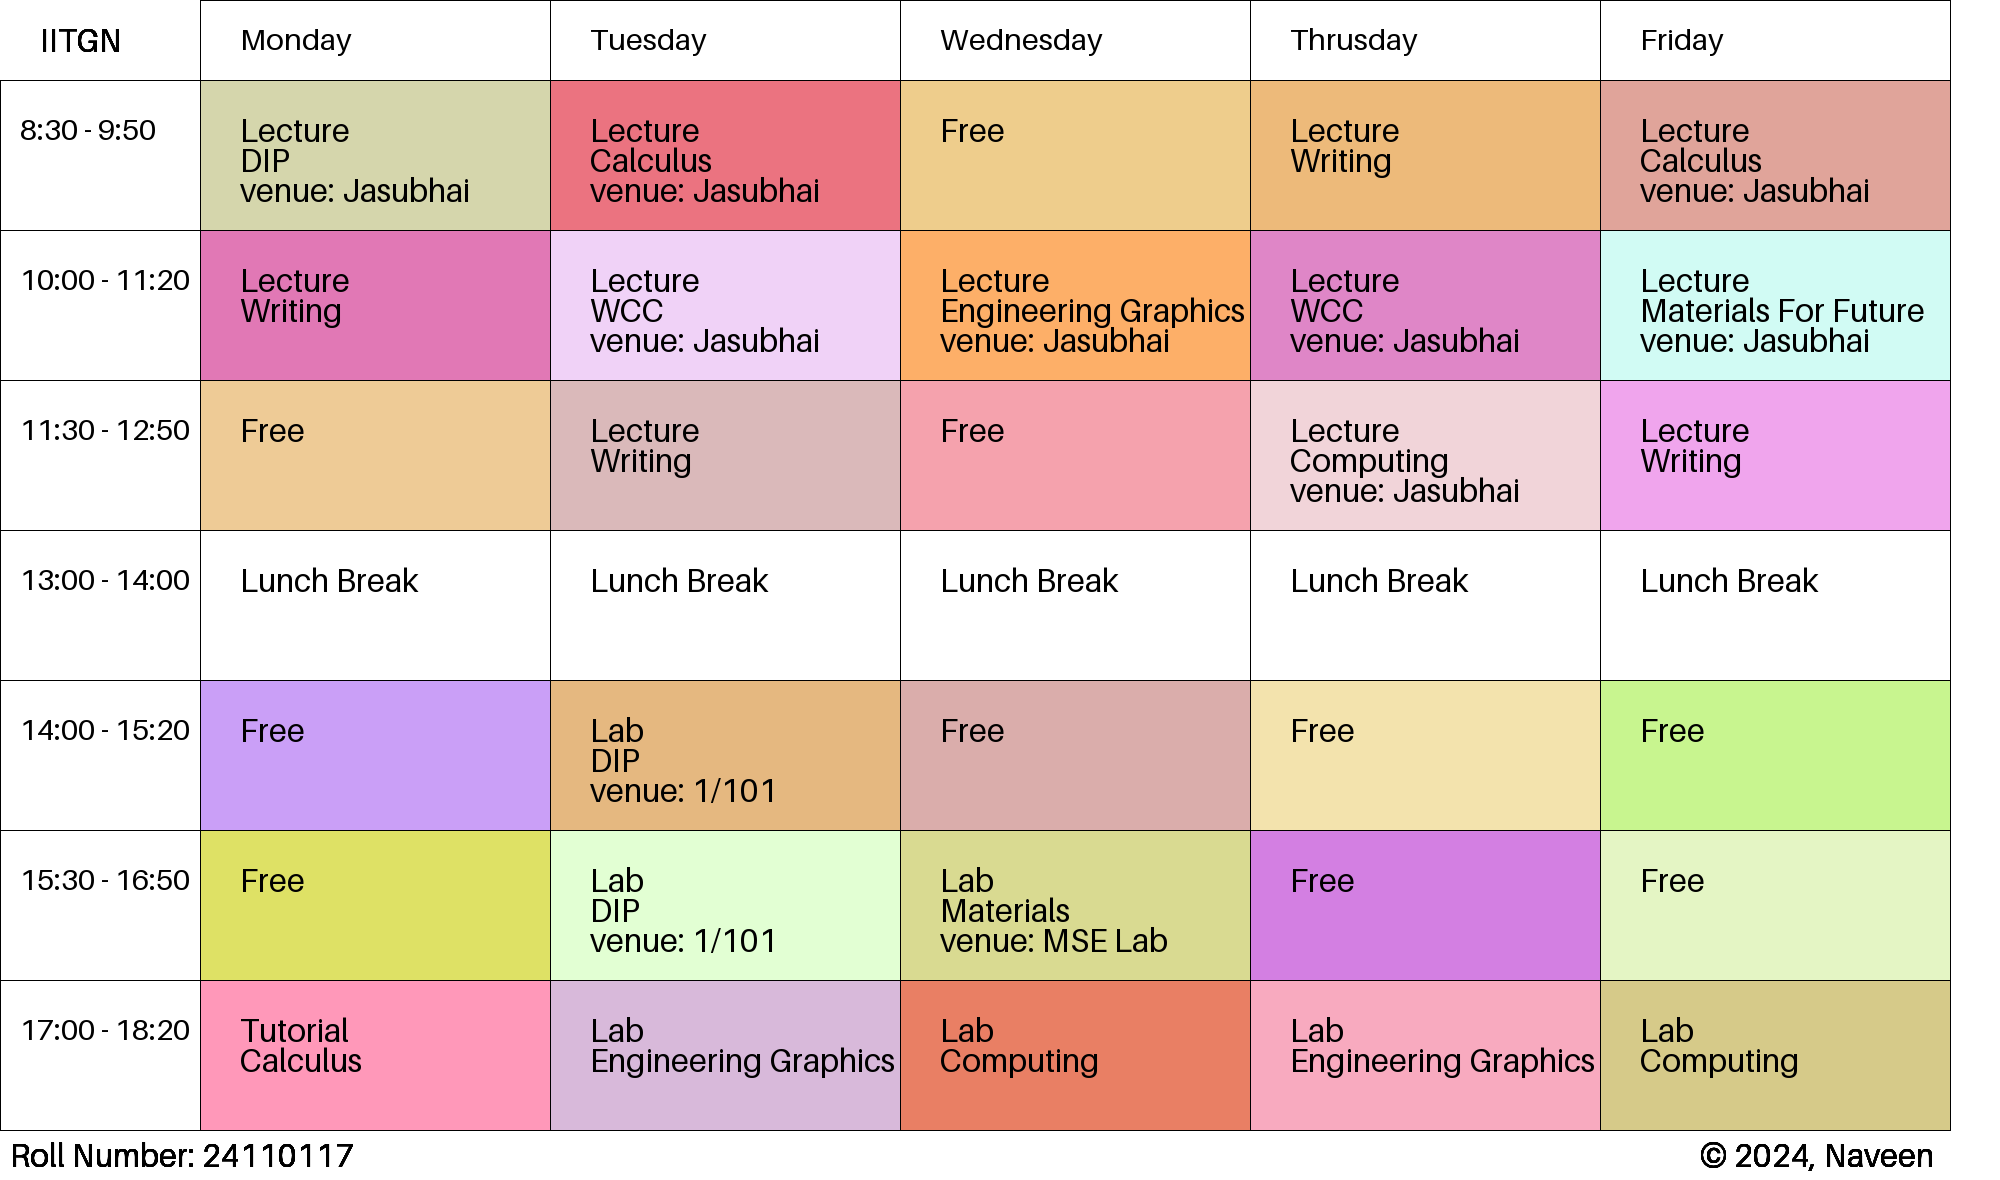 IITGN Monday Tuesday Wednesday Thrusday Friday
8:30 - 9:50
Lecture
DIP
venue: Jasubhai
Lecture
Calculus
venue: Jasubhai
Free
Lecture
Writing
Lecture
Calculus
venue: Jasubhai
10:00 - 11:20
Lecture
Writing
Lecture
WCC
venue: Jasubhai
Lecture
Engineering Graphics
venue: Jasubhai
Lecture
WCC
venue: Jasubhai
Lecture
Materials For Future
venue: Jasubhai
11:30 - 12:50
Free
Lecture
Writing
Free
Lecture
Computing
venue: Jasubhai
Lecture
Writing
13:00 - 14:00
Lunch Break
Lunch Break
Lunch Break
Lunch Break
Lunch Break
14:00 - 15:20
Free
Lab
DIP
venue: 1/101
Free
Free
Free
15:30 - 16:50
Free
Lab
DIP
venue: 1/101
Lab
Materials
venue: MSE Lab
Free
Free
17:00 - 18:20
Tutorial
Calculus
Lab
Engineering Graphics
Lab
Computing
Lab
Engineering Graphics
Lab
Computing
Roll Number: 24110117
© 2024, Naveen